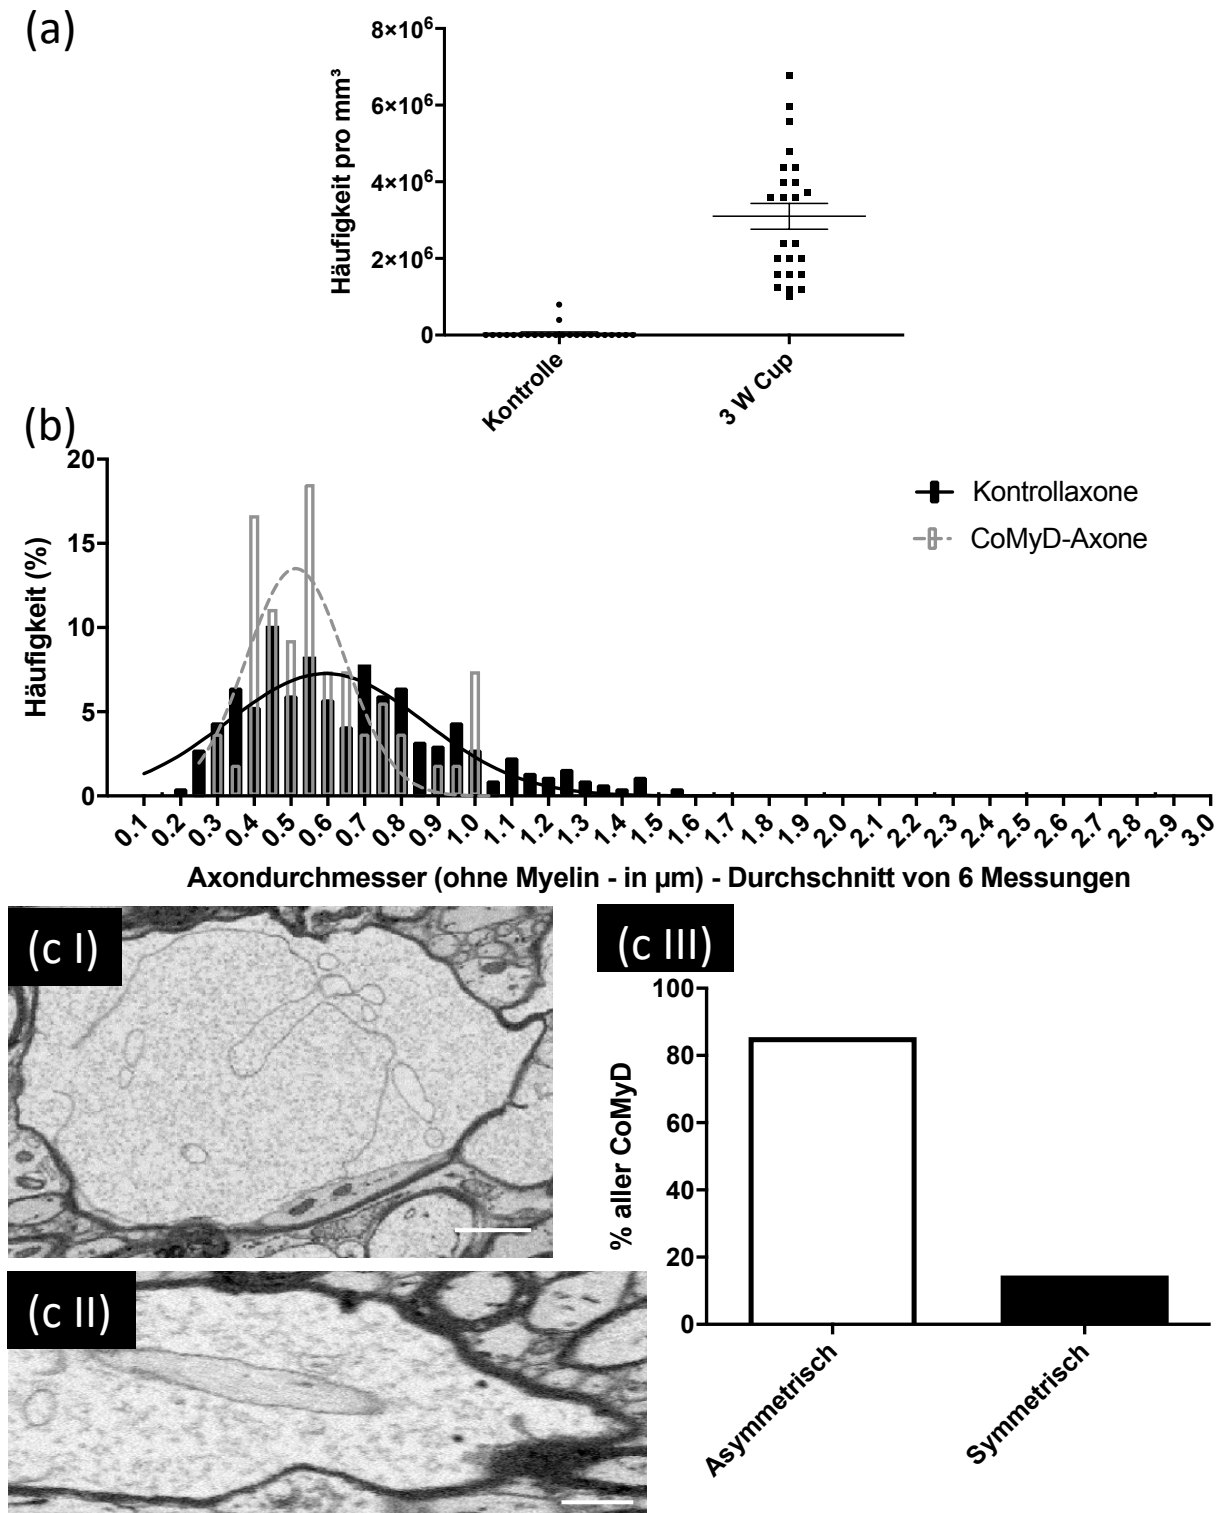 (a)
Häufigkeit pro mm³
8×10⁶
6×10⁶
4×10⁶
2×10⁶
0
Kontrolle
3 W Cup
(b)
Häufigkeit (%)
20
15
10
5
0
Kontrollaxone
CoMyD-Axone
0.1 0.2 0.3 0.4 0.5 0.6 0.7 0.8 0.9 1.0 1.1 1.2 1.3 1.4 1.5 1.6 1.7 1.8 1.9 2.0 2.1 2.2 2.3 2.4 2.5 2.6 2.7 2.8 2.9 3.0
Axondurchmesser (ohne Myelin - in µm) - Durchschnitt von 6 Messungen
(c I)
(c II)
(c III)
% aller CoMyD
100
80
60
40
20
0
Asymmetrisch
Symmetrisch